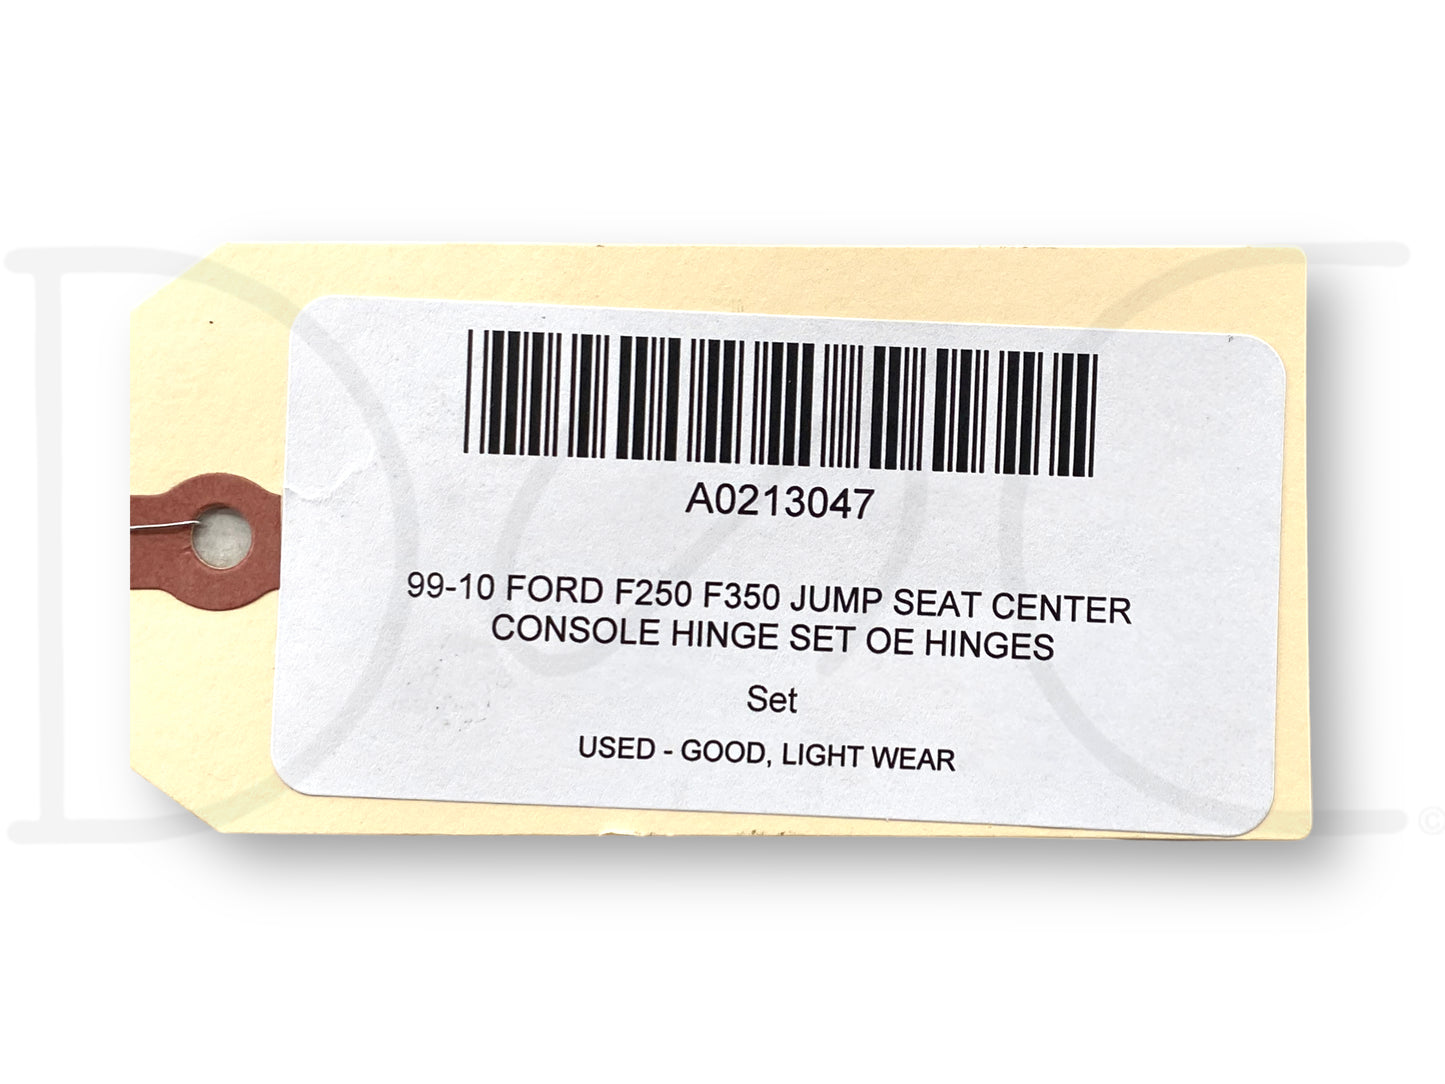 A0213047
99-10 FORD F250 F350 JUMP SEAT CENTER
CONSOLE HINGE SET OE HINGES
Set
USED - GOOD, LIGHT WEAR
©